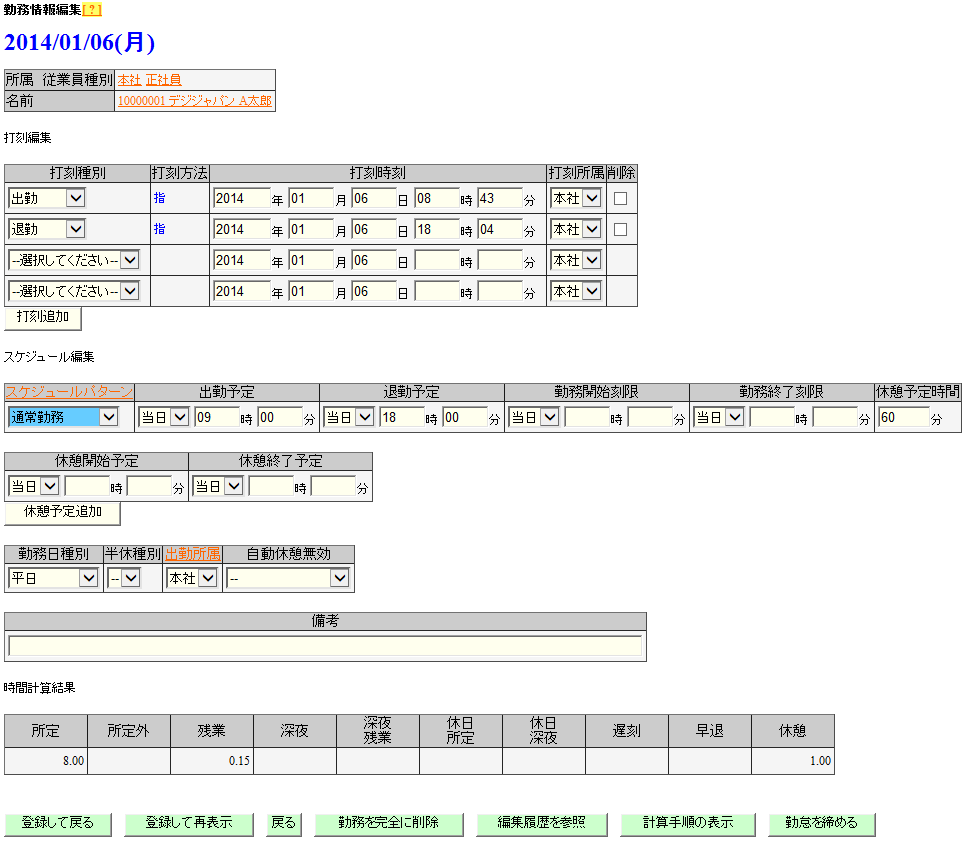 勤務情報編集[ ? ]
2014/01/06(月)
所属 従業員種別 本社 正社員
名前 10000001 デジジャパン A太郎
打刻編集
打刻種別 打刻方法 打刻時刻 打刻所属 削除
出勤 指 2014 年 01 月 06 日 08 時 43 分 本社
退勤 指 2014 年 01 月 06 日 18 時 04 分 本社
--選択してください-- 2014 年 01 月 06 日 時 分 本社
--選択してください-- 2014 年 01 月 06 日 時 分 本社
打刻追加
スケジュール編集
スケジュールパターン 出勤予定 退勤予定 勤務開始刻限 勤務終了刻限 休憩予定時間
通常勤務 当日 09 時 00 分 当日 18 時 00 分 当日 時 分 当日 時 分 60 分
休憩開始予定 休憩終了予定
当日 時 分 当日 時 分
休憩予定追加
勤務日種別 半休種別 出勤所属 自動休憩無効
平日 -- 本社 --
備考
時間計算結果
所定 所定外 残業 深夜 深夜残業 休日所定 休日深夜 遅刻 早退 休憩
8.00 0.15 1.00
登録して戻る 登録して再表示 戻る 勤務を完全に削除 編集履歴を参照 計算手順の表示 勤怠を締める